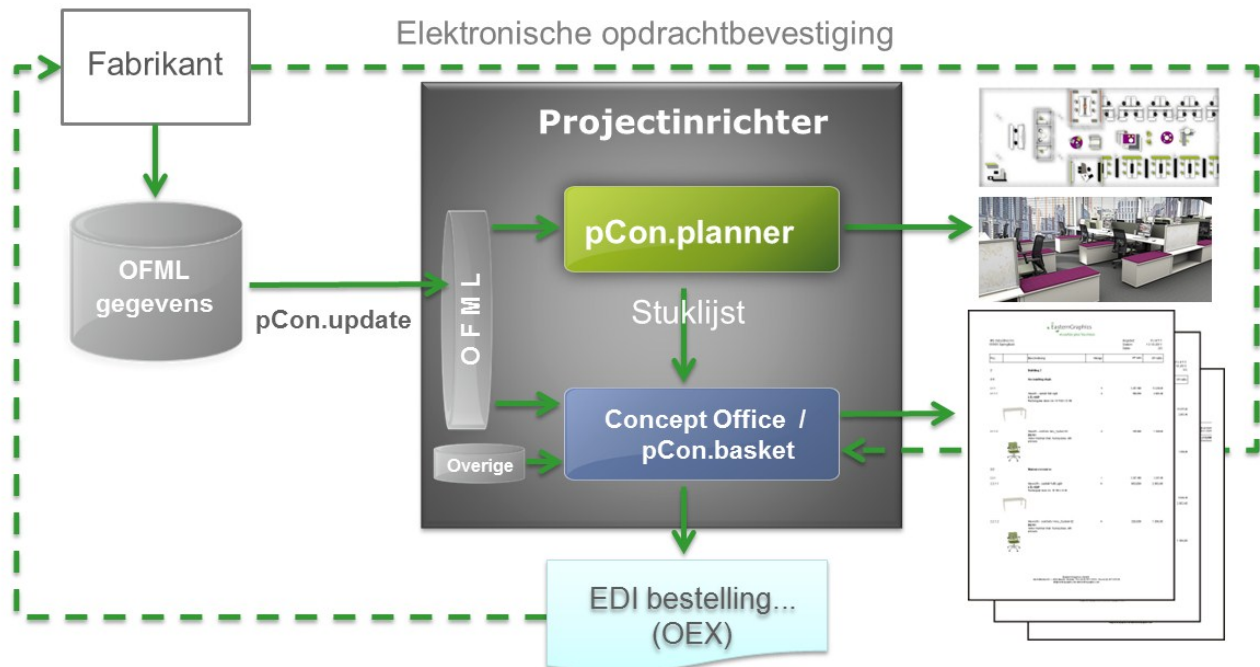 Elektronische opdrachtbevestiging
Fabrikant
Projectinrichter
OFML
gegevens
pCon.update
OFML
pCon.planner
Stuklijst
Concept Office /
pCon.basket
Overige
EDI bestelling...
(OEX)
EasternGraphics